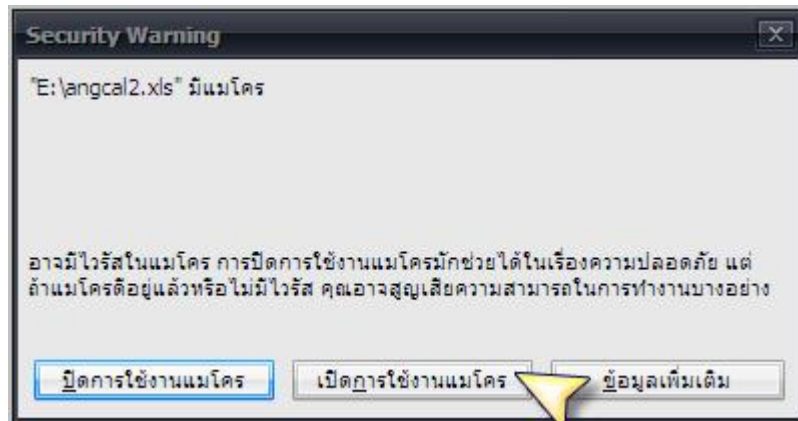 Security Warning
"E:\angcal2.xls" มีแมโคร
อาจมีไวรัสในแมโคร การปิดการใช้งานแมโครมักช่วยได้ในเรื่องความปลอดภัย แต่
ถ้าแมโครดีอยู่แล้วหรือไม่มีไวรัส คุณอาจสูญเสียความสามารถในการทำงานบางอย่าง
ปิดการใช้งานแมโคร เปิดการใช้งานแมโคร ข้อมูลเพิ่มเติม